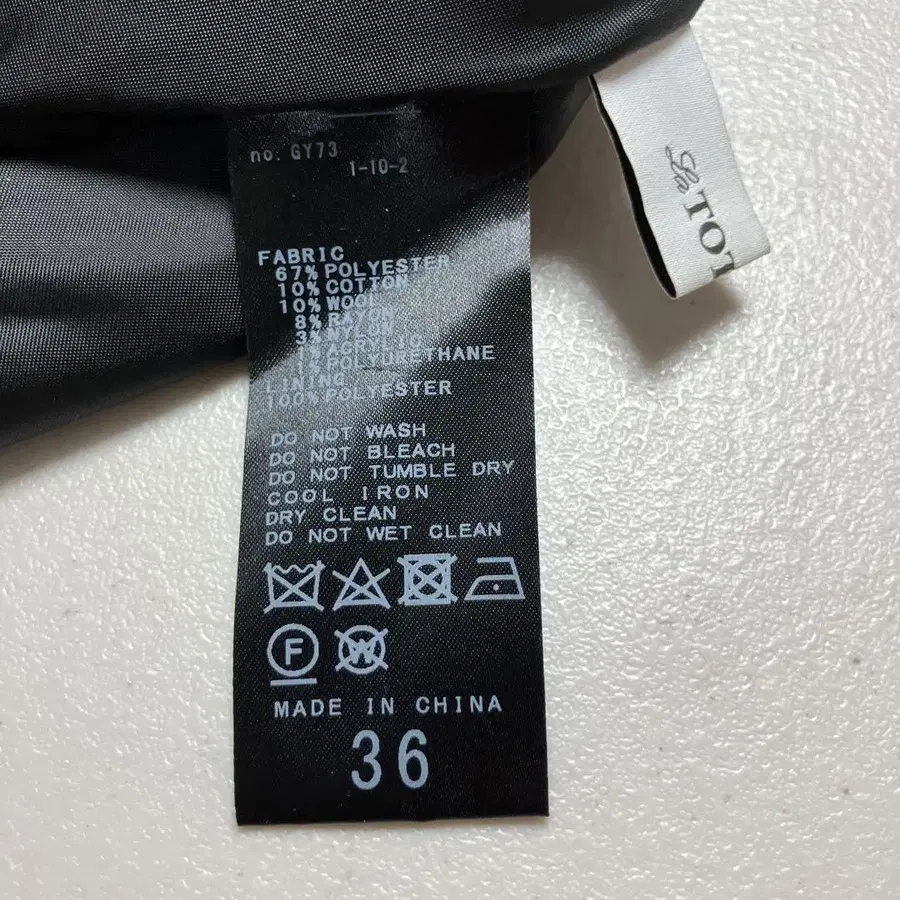 no. GY73
1-10-2
FABRIC
67% POLYESTER
10% COTTON
10% WOOL
8% RAYON
3% NYLON
1% ACRYLIC
1% POLYURETHANE
LINING
100% POLYESTER
DO NOT WASH
DO NOT BLEACH
DO NOT TUMBLE DRY
COOL IRON
DRY CLEAN
DO NOT WET CLEAN
F W
MADE IN CHINA
36
La TOT